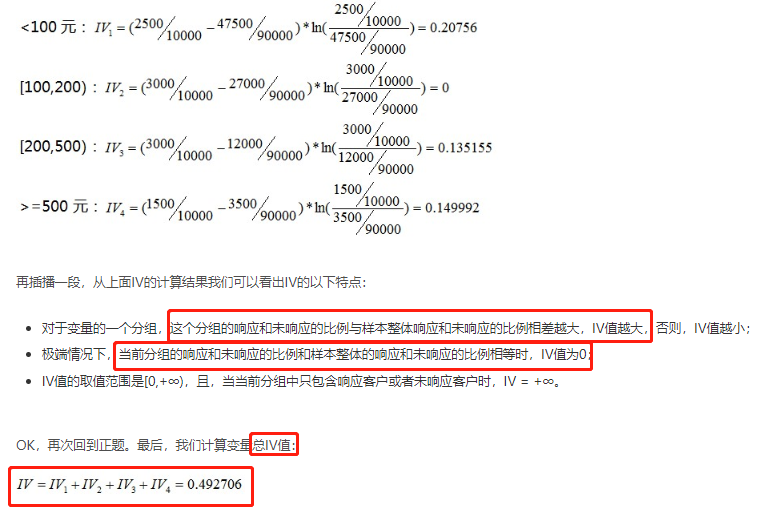 <100 元： IV₁ = (2500/10000 − 47500/90000) * ln((2500/10000)/(47500/90000)) = 0.20756
[100,200)： IV₂ = (3000/10000 − 27000/90000) * ln((3000/10000)/(27000/90000)) = 0
[200,500)： IV₃ = (3000/10000 − 12000/90000) * ln((3000/10000)/(12000/90000)) = 0.135155
>=500 元： IV₄ = (1500/10000 − 3500/90000) * ln((1500/10000)/(3500/90000)) = 0.149992
再插播一段，从上面IV的计算结果我们可以看出IV的以下特点：
• 对于变量的一个分组，这个分组的响应和未响应的比例与样本整体响应和未响应的比例相差越大，IV值越大，否则，IV值越小；
• 极端情况下，当前分组的响应和未响应的比例和样本整体的响应和未响应的比例相等时，IV值为0；
• IV值的取值范围是[0,+∞)，且，当当前分组中只包含响应客户或者未响应客户时，IV = +∞。
OK，再次回到正题。最后，我们计算变量总IV值：
IV = IV₁ + IV₂ + IV₃ + IV₄ = 0.492706